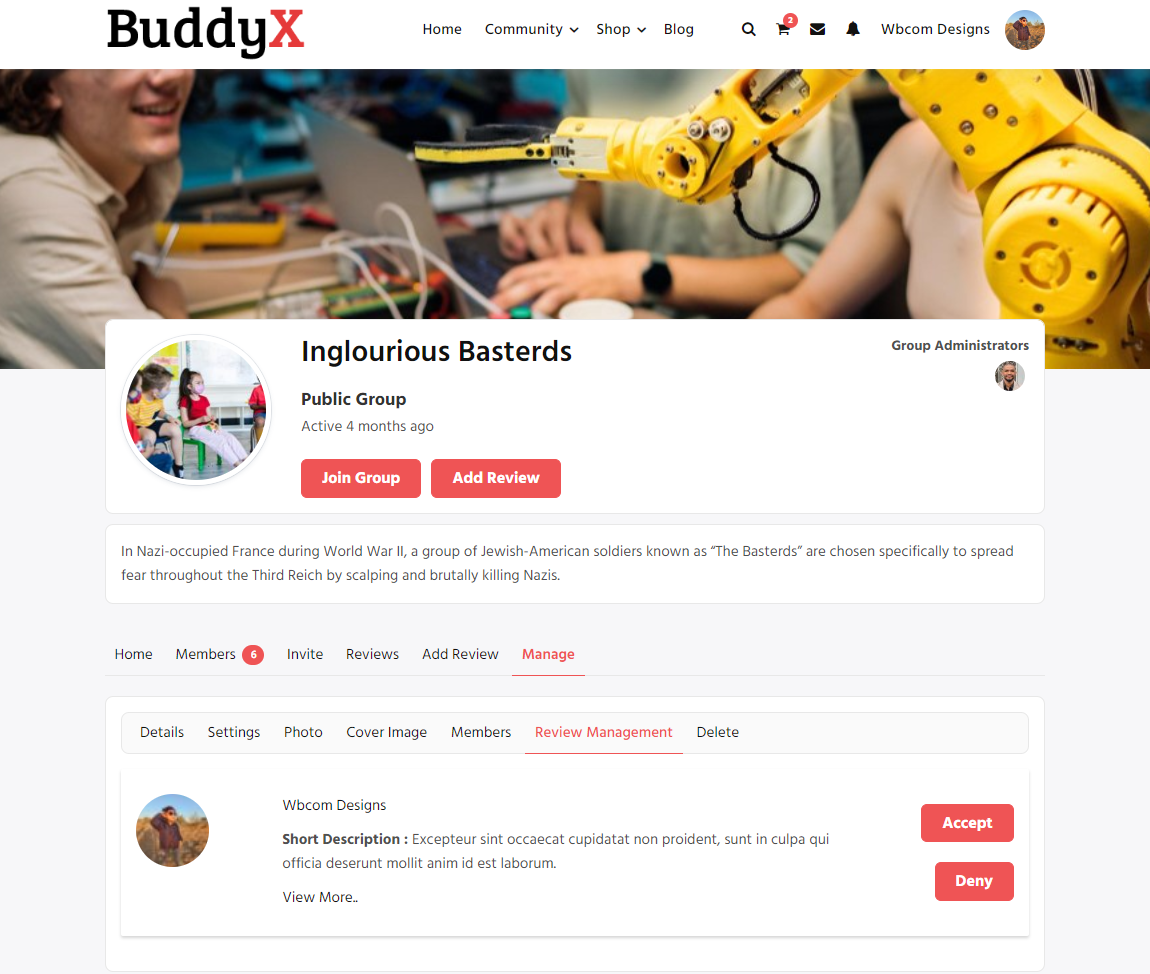 BuddyX
Home Community Shop Blog 2 Wbcom Designs
Inglourious Basterds
Group Administrators
Public Group
Active 4 months ago
Join Group Add Review
In Nazi-occupied France during World War II, a group of Jewish-American soldiers known as “The Basterds” are chosen specifically to spread
fear throughout the Third Reich by scalping and brutally killing Nazis.
Home Members 6 Invite Reviews Add Review Manage
Details Settings Photo Cover Image Members Review Management Delete
Wbcom Designs
Accept
Short Description : Excepteur sint occaecat cupidatat non proident, sunt in culpa qui
officia deserunt mollit anim id est laborum.
Deny
View More..